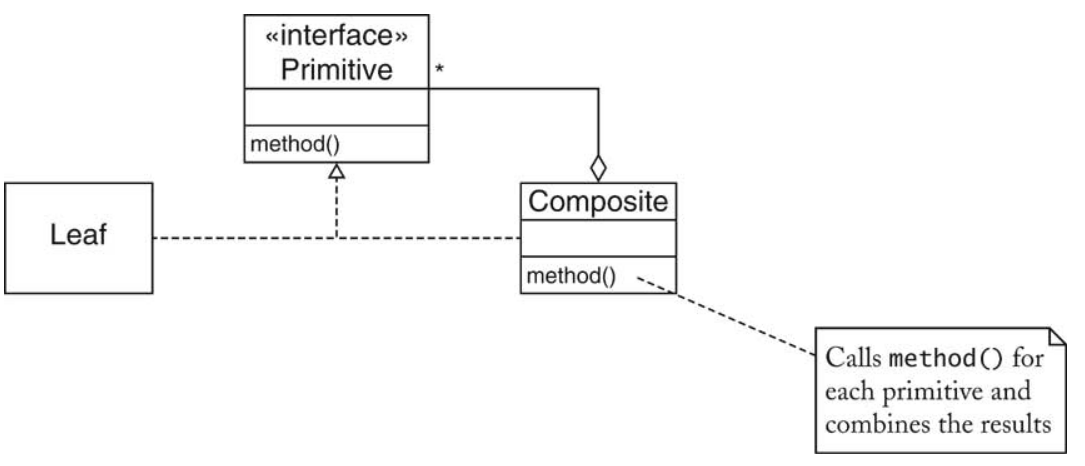 «interface»
Primitive
*
method()
Leaf
Composite
method()
Calls method() for
each primitive and
combines the results